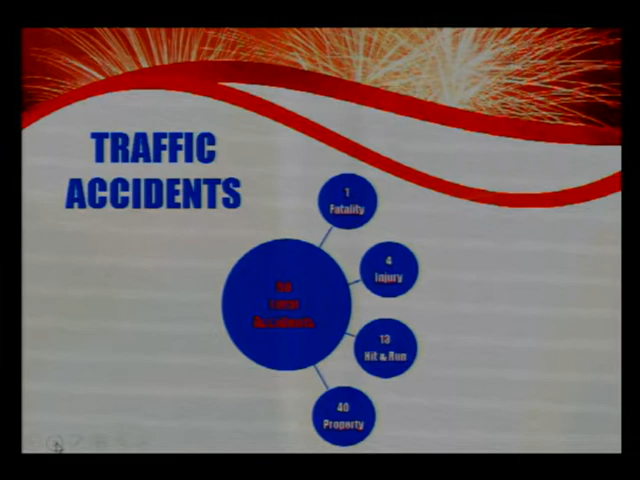 TRAFFIC
ACCIDENTS
1
Fatality
4
Injury
58
Total
Accidents
13
Hit & Run
40
Property